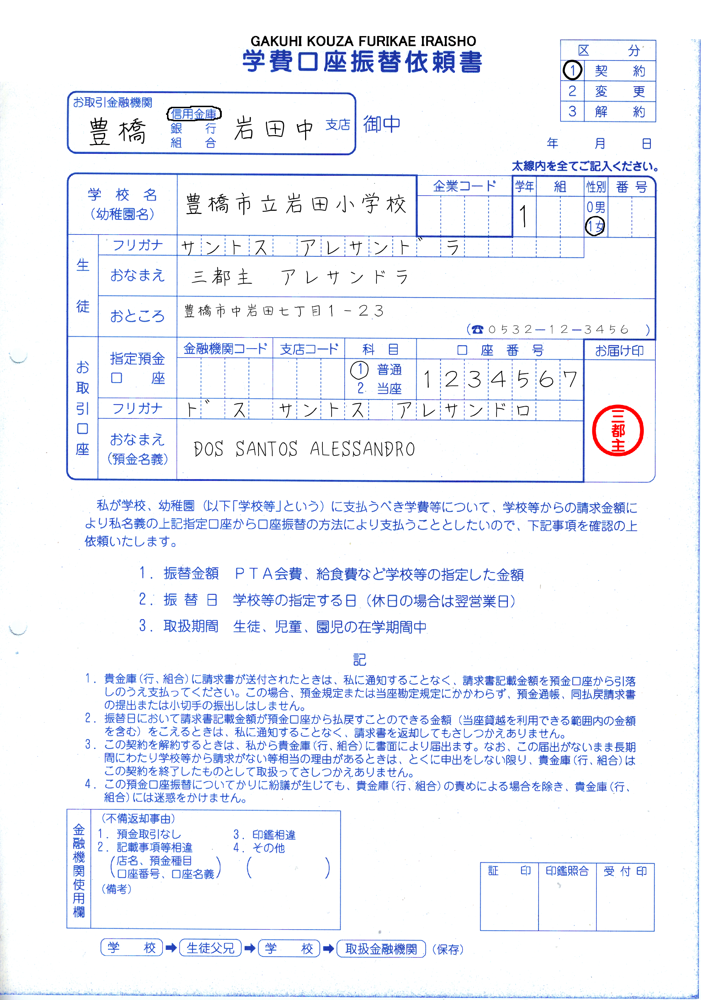 GAKUHI KOUZA FURIKAE IRAISHO
学費口座振替依頼書
区 分
1 契 約
2 変 更
3 解 約
お取引金融機関
豊橋 信用金庫 銀行 組合 岩田中 支店 御中
年 月 日
太線内を全てご記入ください。
学校名 (幼稚園名) 豊橋市立岩田小学校
企業コード
学年 組 性別 番号
1 0男 1女
生徒
フリガナ サントス アレサンドラ
おなまえ 三都主 アレサンドラ
おところ 豊橋市中岩田七丁目1-23
(☎0532-12-3456 )
お取引口座
指定預金口座 金融機関コード 支店コード 科目 口座番号 お届け印
1 普通
2. 当座
1234567
フリガナ ドス サントス アレサンドロ
おなまえ (預金名義) DOS SANTOS ALESSANDRO
三都主
私が学校、幼稚園(以下「学校等」という)に支払うべき学費等について、学校等からの請求金額に
より私名義の上記指定口座から口座振替の方法により支払うこととしたいので、下記事項を確認の上
依頼いたします。
1. 振替金額 PTA会費、給食費など学校等の指定した金額
2. 振替日 学校等の指定する日(休日の場合は翌営業日)
3. 取扱期間 生徒、児童、園児の在学期間中
記
1. 貴金庫(行、組合)に請求書が送付されたときは、私に通知することなく、請求書記載金額を預金口座から引落
しのうえ支払ってください。この場合、預金規定または当座勘定規定にかかわらず、預金通帳、同払戻請求書
の提出または小切手の振出しはしません。
2. 振替日において請求書記載金額が預金口座から払戻すことのできる金額(当座貸越を利用できる範囲内の金額
を含む)をこえるときは、私に通知することなく、請求書を返却してもさしつかえありません。
3. この契約を解約するときは、私から貴金庫(行、組合)に書面により届出ます。なお、この届出がないまま長期
間にわたり学校等から請求がない等相当の理由があるときは、とくに申出をしない限り、貴金庫(行、組合)は
この契約を終了したものとして取扱ってさしつかえありません。
4. この預金口座振替についてかりに紛議が生じても、貴金庫(行、組合)の責めによる場合を除き、貴金庫(行、
組合)には迷惑をかけません。
金融機関使用欄
(不備返却事由)
1. 預金取引なし 3. 印鑑相違
2. 記載事項等相違 4. その他
(店名、預金種目
口座番号、口座名義) ( )
(備考)
証印 印鑑照合 受付印
学校 ➡ 生徒父兄 ➡ 学校 ➡ 取扱金融機関 (保存)